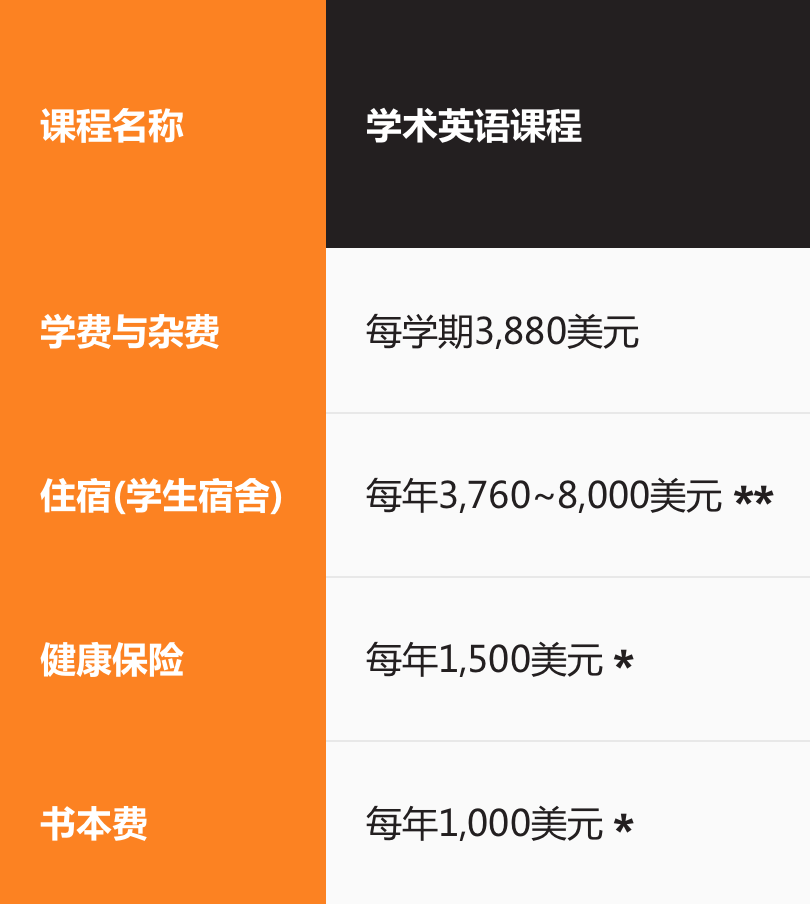 课程名称
学术英语课程
学费与杂费
每学期3,880美元
住宿(学生宿舍)
每年3,760~8,000美元 **
健康保险
每年1,500美元 *
书本费
每年1,000美元 *